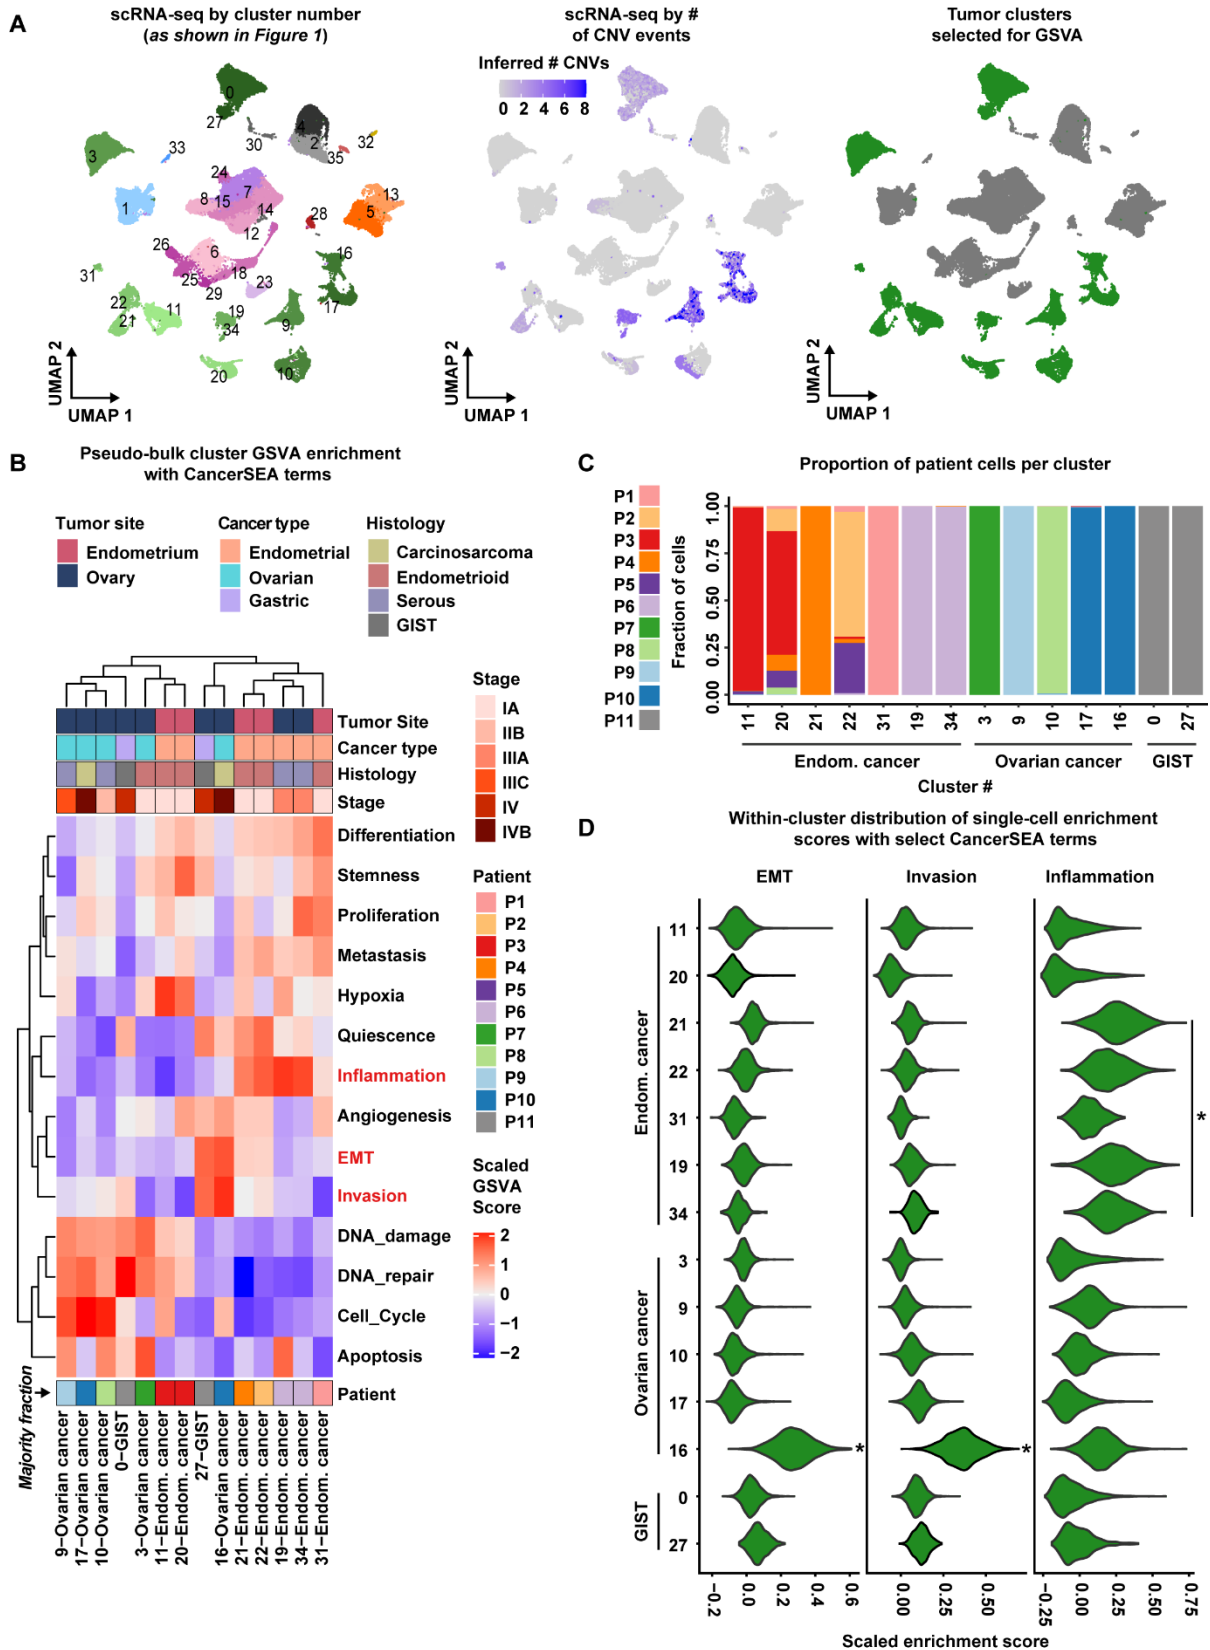 A
scRNA-seq by cluster number
(as shown in Figure 1)
scRNA-seq by #
of CNV events
Tumor clusters
selected for GSVA
Inferred # CNVs
0 2 4 6 8
0
27
30
4
2
35
32
3
33
24
8
7
15
1
14
12
28
13
5
26
6
18
25
29
23
16
17
31
22
21
11
19
34
9
20
10
UMAP 2
UMAP 1
UMAP 2
UMAP 1
UMAP 2
UMAP 1
B
Pseudo-bulk cluster GSVA enrichment
with CancerSEA terms
Tumor site
Endometrium
Ovary
Cancer type
Endometrial
Ovarian
Gastric
Histology
Carcinosarcoma
Endometrioid
Serous
GIST
Stage
IA
IIB
IIIA
IIIC
IV
IVB
Patient
P1
P2
P3
P4
P5
P6
P7
P8
P9
P10
P11
Scaled
GSVA
Score
2
1
0
−1
−2
Tumor Site
Cancer type
Histology
Stage
Differentiation
Stemness
Proliferation
Metastasis
Hypoxia
Quiescence
Inflammation
Angiogenesis
EMT
Invasion
DNA_damage
DNA_repair
Cell_Cycle
Apoptosis
Patient
Majority fraction
9−Ovarian cancer
17−Ovarian cancer
10−Ovarian cancer
0−GIST
3−Ovarian cancer
11−Endom. cancer
20−Endom. cancer
27−GIST
16−Ovarian cancer
21−Endom. cancer
22−Endom. cancer
19−Endom. cancer
34−Endom. cancer
31−Endom. cancer
C
Proportion of patient cells per cluster
P1
P2
P3
P4
P5
P6
P7
P8
P9
P10
P11
Fraction of cells
1.00
0.75
0.50
0.25
0.00
11 20 21 22 31 19 34 3 9 10 17 16 0 27
Endom. cancer
Ovarian cancer
GIST
Cluster #
D
Within-cluster distribution of single-cell enrichment
scores with select CancerSEA terms
EMT
Invasion
Inflammation
Endom. cancer
11
20
21
22
31
19
34
*
Ovarian cancer
3
9
10
17
16
*
*
GIST
0
27
−0.2 0.0 0.2 0.4 0.6
0.00 0.25 0.50
−0.25 0.00 0.25 0.50 0.75
Scaled enrichment score